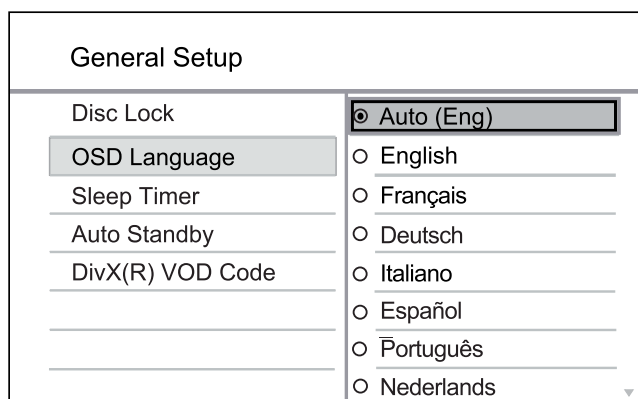 General Setup
Disc Lock
OSD Language
Sleep Timer
Auto Standby
DivX(R) VOD Code
Auto (Eng)
English
Français
Deutsch
Italiano
Español
Português
Nederlands